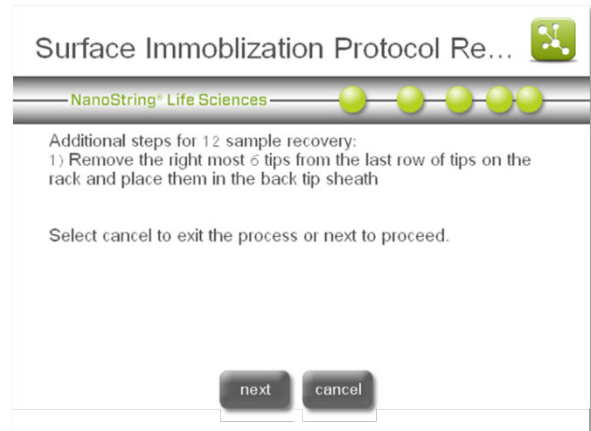 Surface Immoblization Protocol Re...
NanoString® Life Sciences
Additional steps for 12 sample recovery:
1) Remove the right most 6 tips from the last row of tips on the
rack and place them in the back tip sheath
Select cancel to exit the process or next to proceed.
next
cancel